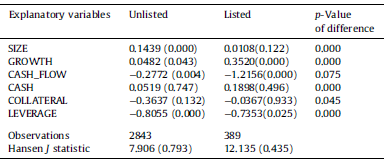 Explanatory variables Unlisted Listed p-Value of difference
SIZE 0.1439 (0.000) 0.0108(0.122) 0.000
GROWTH 0.0482 (0.043) 0.3520(0.000) 0.000
CASH_FLOW −0.2772 (0.004) −1.2156(0.000) 0.075
CASH 0.0519 (0.747) 0.1898(0.496) 0.000
COLLATERAL −0.3637 (0.132) −0.0367(0.933) 0.045
LEVERAGE −0.8055 (0.000) −0.7353(0.025) 0.000
Observations 2843 389
Hansen J statistic 7.906 (0.793) 12.135 (0.435)